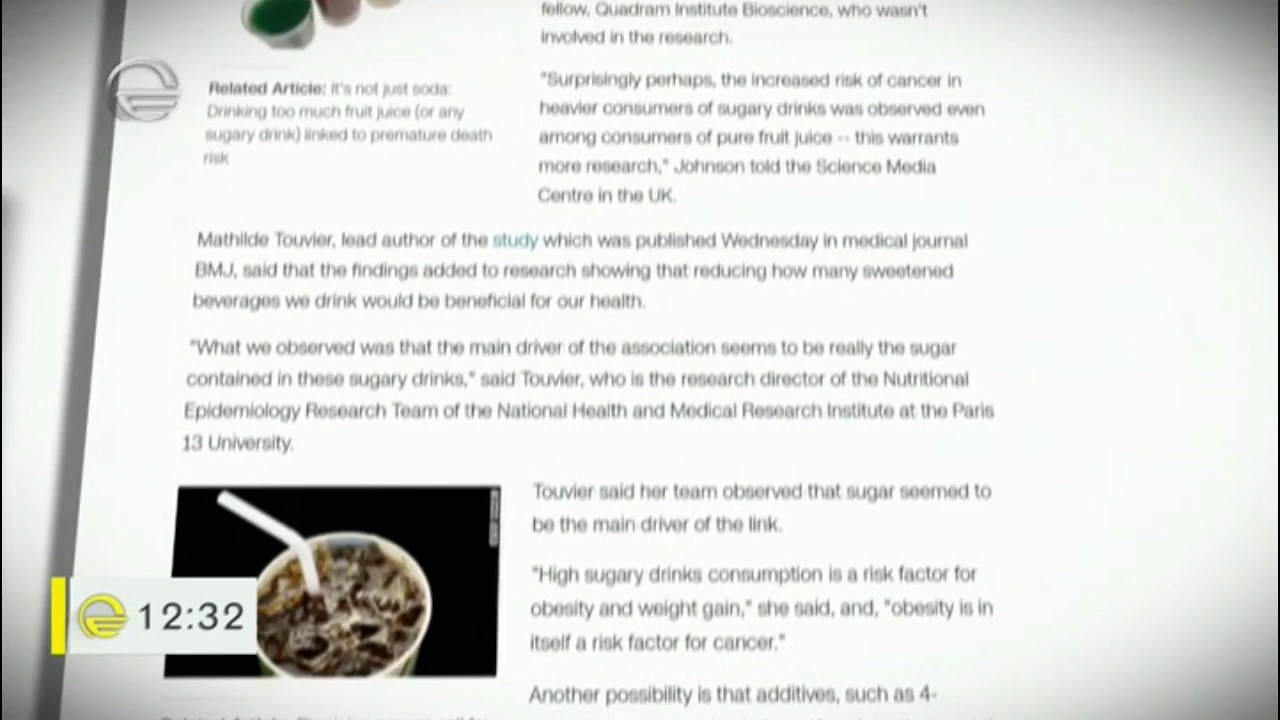 fellow, Quadram Institute Bioscience, who wasn't
involved in the research.
Related Article: It's not just soda:
Drinking too much fruit juice (or any
sugary drink) linked to premature death
risk
"Surprisingly perhaps, the increased risk of cancer in
heavier consumers of sugary drinks was observed even
among consumers of pure fruit juice -- this warrants
more research," Johnson told the Science Media
Centre in the UK.
Mathilde Touvier, lead author of the study which was published Wednesday in medical journal
BMJ, said that the findings added to research showing that reducing how many sweetened
beverages we drink would be beneficial for our health.
"What we observed was that the main driver of the association seems to be really the sugar
contained in these sugary drinks," said Touvier, who is the research director of the Nutritional
Epidemiology Research Team of the National Health and Medical Research Institute at the Paris
13 University.
Touvier said her team observed that sugar seemed to
be the main driver of the link.
"High sugary drinks consumption is a risk factor for
obesity and weight gain," she said, and, "obesity is in
itself a risk factor for cancer."
Another possibility is that additives, such as 4-
12:32